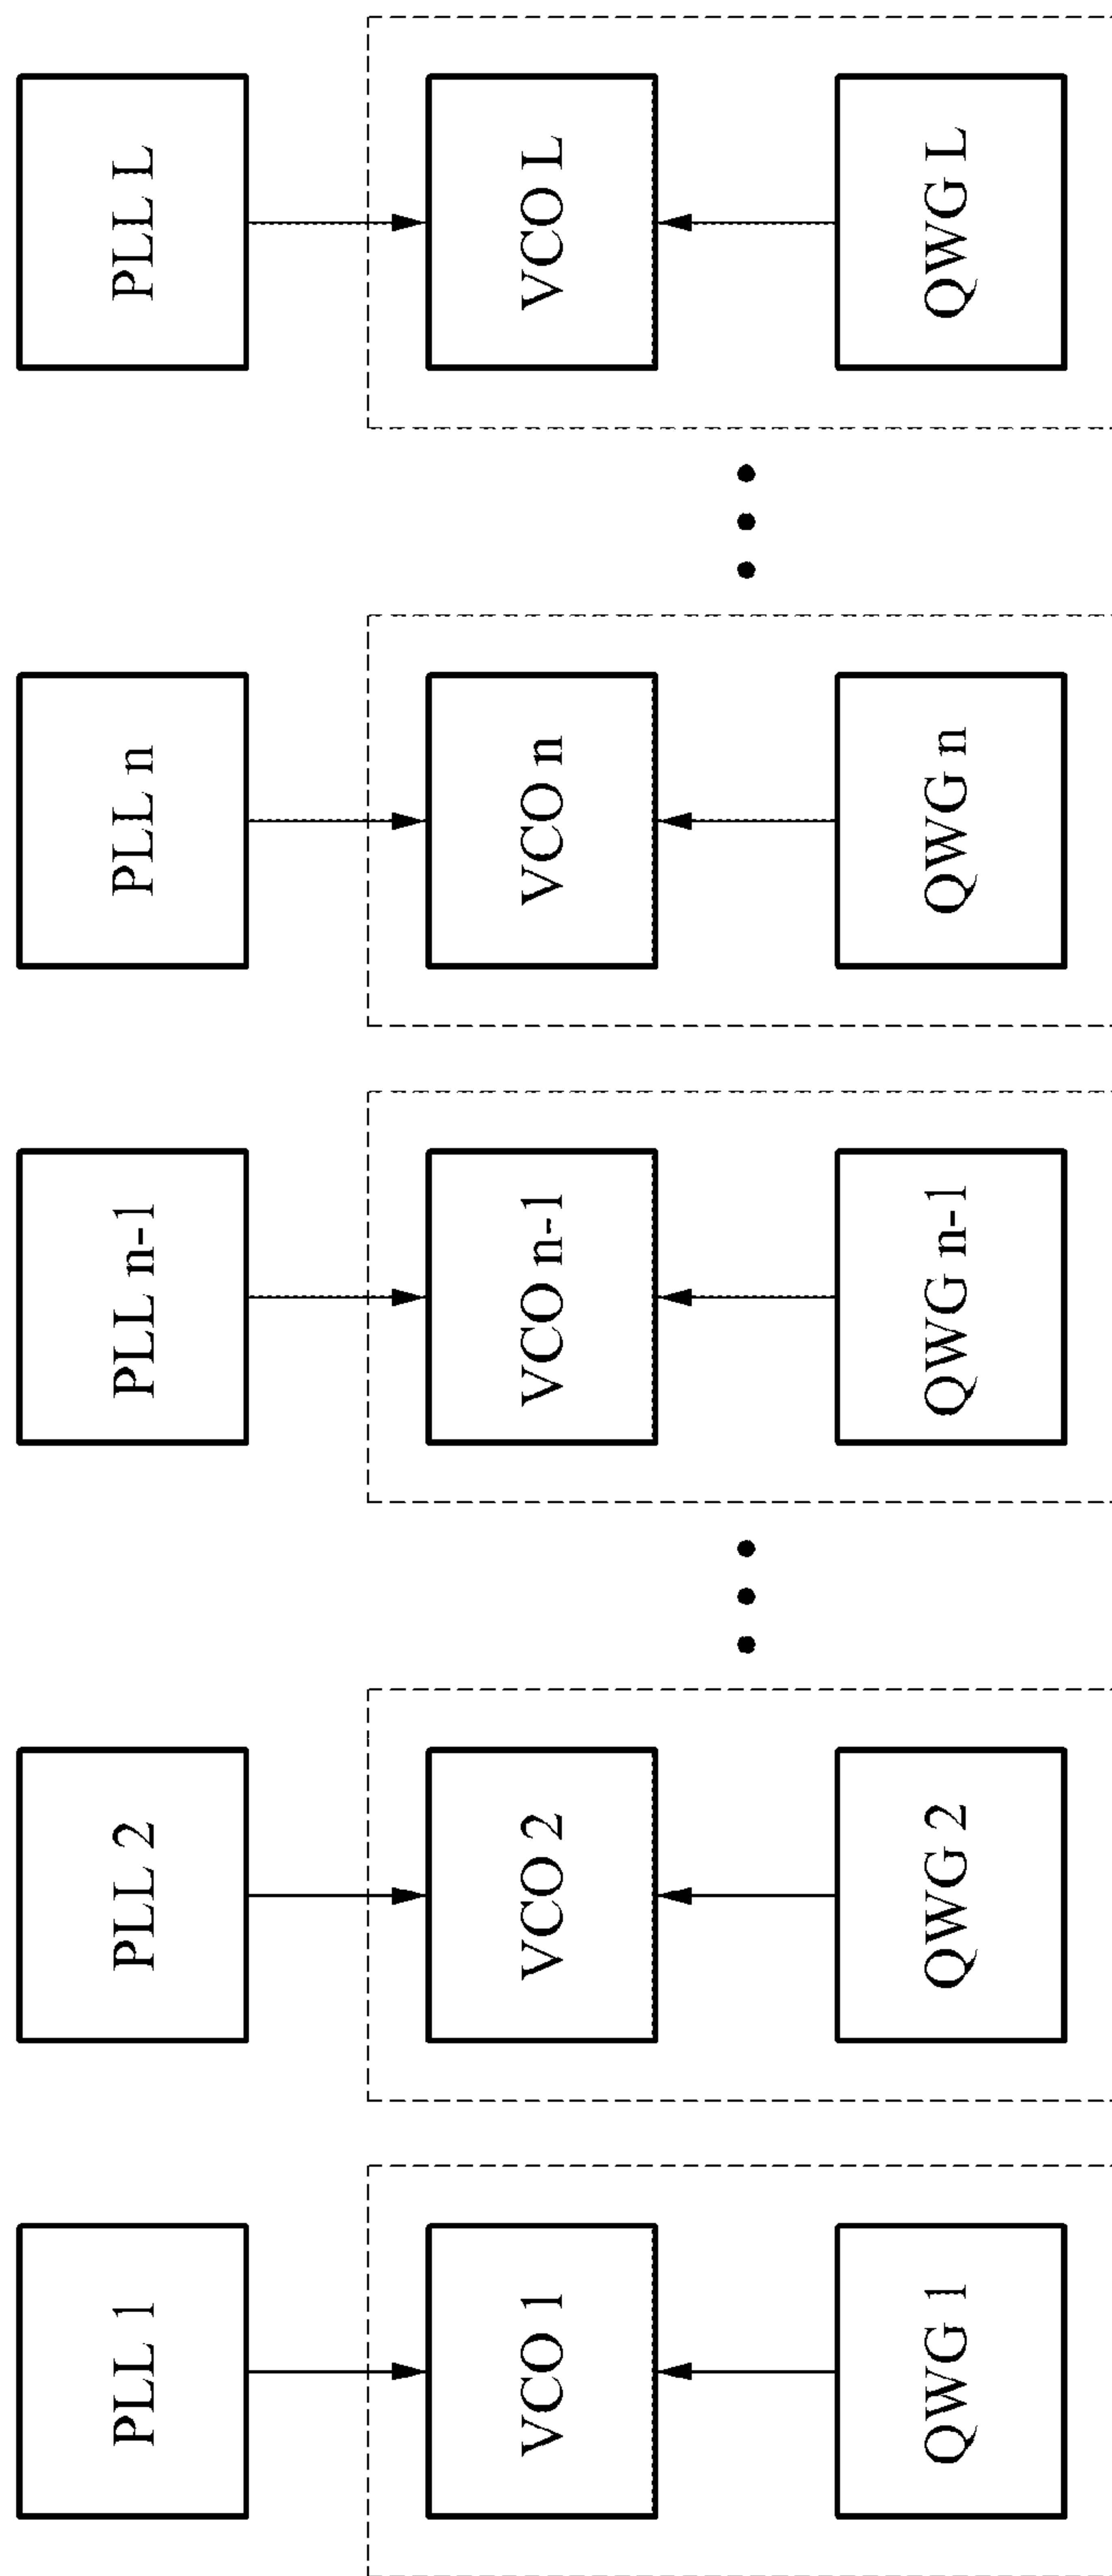 PLL 1
PLL 2
PLL n-1
PLL n
PLL L
VCO 1
VCO 2
VCO n-1
VCO n
VCO L
QWG 1
QWG 2
QWG n-1
QWG n
QWG L